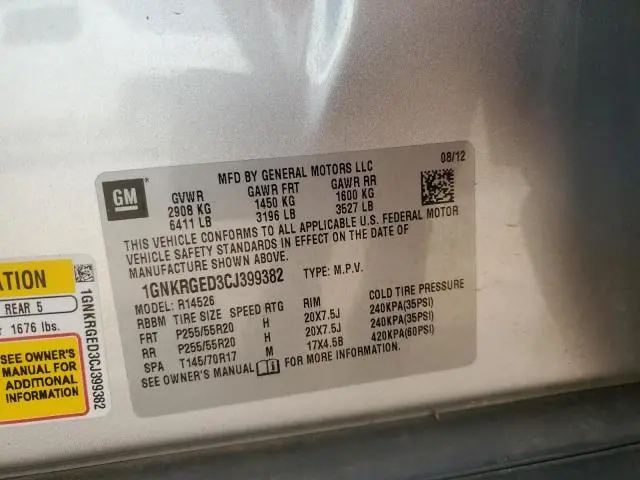 MFD BY GENERAL MOTORS LLC
08/12
GM
GVWR GAWR FRT GAWR RR
2908 KG 1450 KG 1600 KG
6411 LB 3196 LB 3527 LB
THIS VEHICLE CONFORMS TO ALL APPLICABLE U.S. FEDERAL MOTOR
VEHICLE SAFETY STANDARDS IN EFFECT ON THE DATE OF
MANUFACTURE SHOWN ABOVE.
1GNKRGED3CJ399382 TYPE: M.P.V.
MODEL: R14526
RBBM TIRE SIZE SPEED RTG RIM COLD TIRE PRESSURE
FRT P255/55R20 H 20X7.5J 240KPA(35PSI)
RR P255/55R20 H 20X7.5J 240KPA(35PSI)
SPA T145/70R17 M 17X4.5B 420KPA(60PSI)
SEE OWNER'S MANUAL FOR MORE INFORMATION
ATION
REAR 5
1676 lbs.
SEE OWNER'S
MANUAL FOR
ADDITIONAL
INFORMATION
1GNKRGED3CJ399382